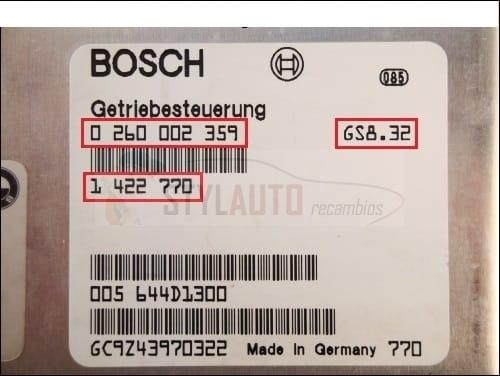 BOSCH
085
Getriebesteuerung
0 260 002 359 GS8.32
1 422 770
STYLAUTO
recambios
005 644D1300
GC9Z43970322 Made in Germany 770